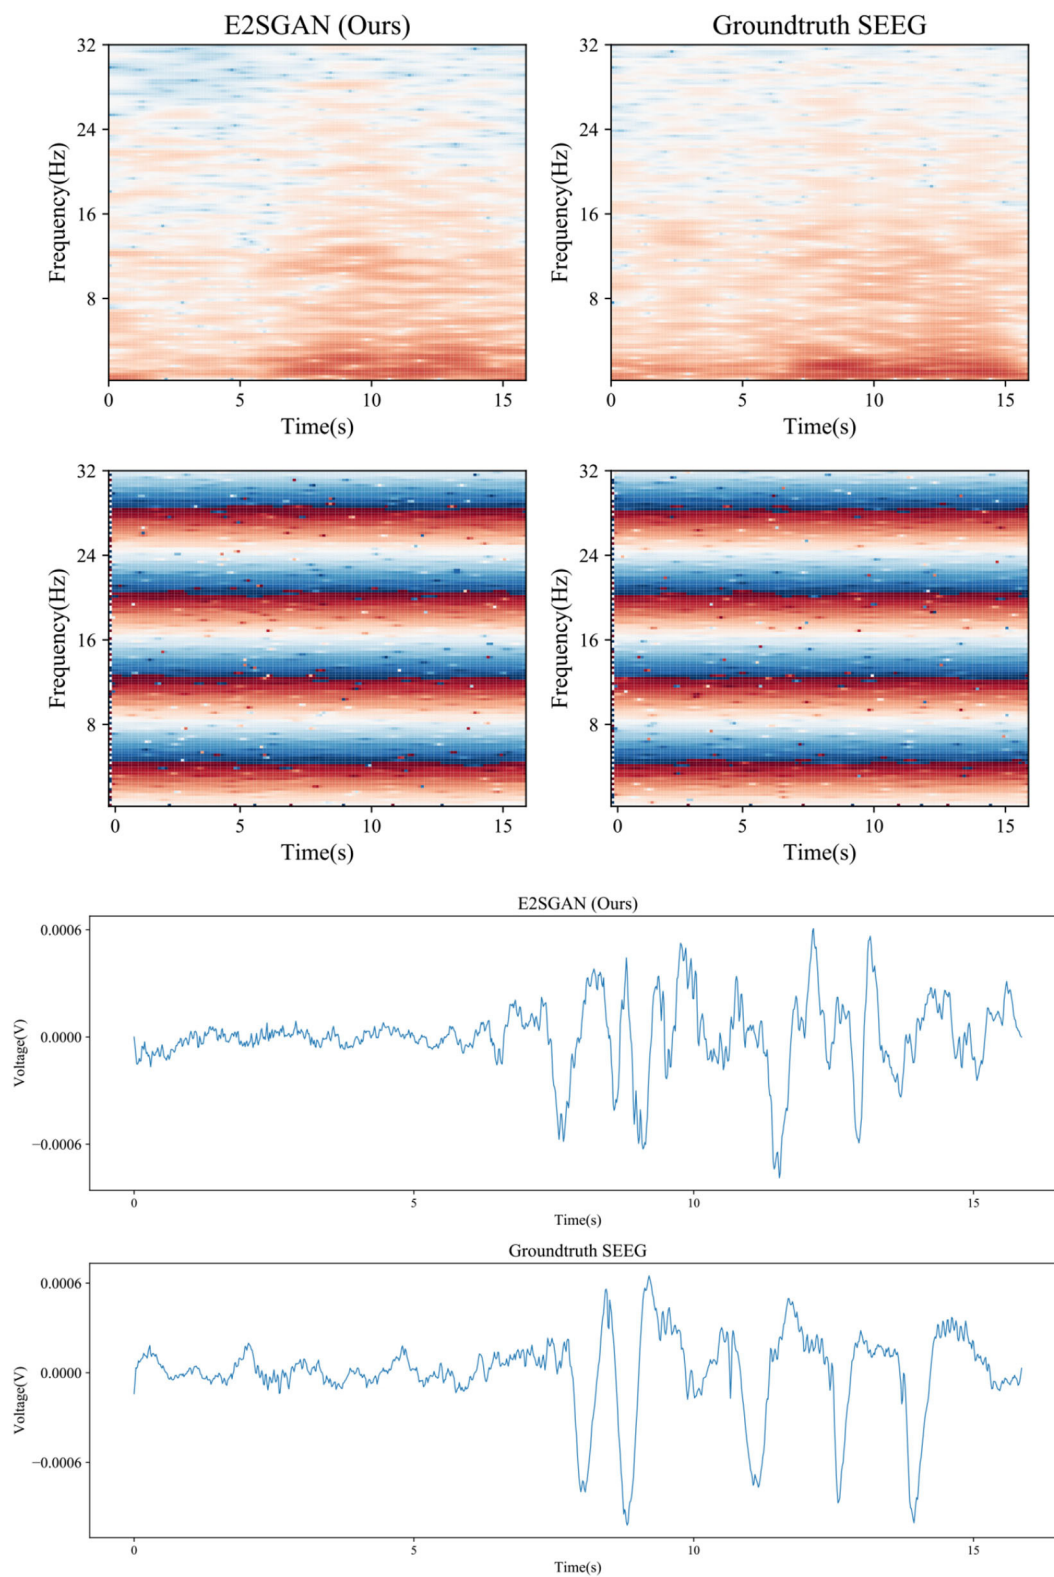 E2SGAN (Ours)
Groundtruth SEEG
32
24
16
8
Frequency(Hz)
0 5 10 15
Time(s)
32
24
16
8
Frequency(Hz)
0 5 10 15
Time(s)
32
24
16
8
Frequency(Hz)
0 5 10 15
Time(s)
32
24
16
8
Frequency(Hz)
0 5 10 15
Time(s)
E2SGAN (Ours)
0.0006
0.0000
−0.0006
Voltage(V)
0 5 10 15
Time(s)
Groundtruth SEEG
0.0006
0.0000
−0.0006
Voltage(V)
0 5 10 15
Time(s)